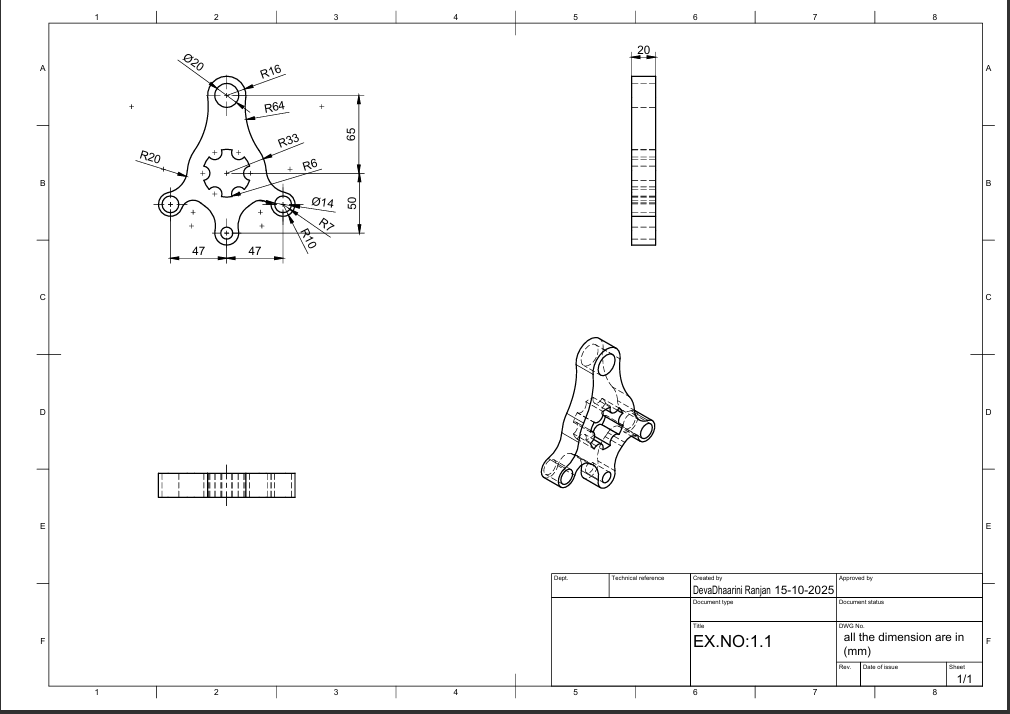 1 2 3 4 5 6 7 8
A A
B B
C C
D D
E E
F F
Ø20
R16
R64
R33
R20
R6
Ø14
R7
R10
65
50
47 47
20
Dept.
Technical reference
Created by
DevaDhaarini Ranjan 15-10-2025
Approved by
Document type
Document status
Title
EX.NO:1.1
DWG No.
all the dimension are in
(mm)
Rev.
Date of issue
Sheet
1/1
1 2 3 4 5 6 7 8